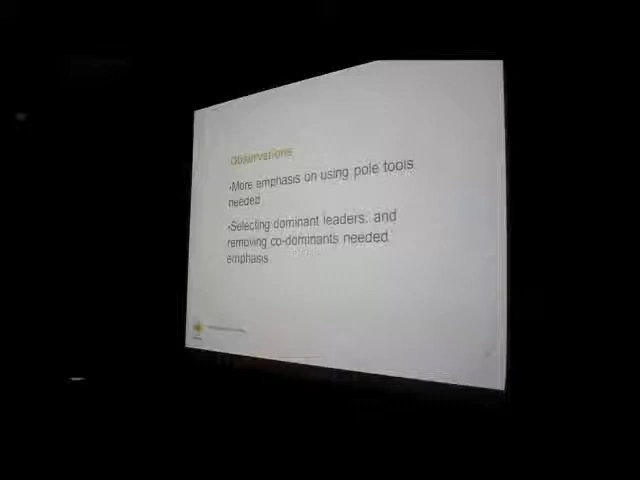 Observations
•More emphasis on using pole tools
needed
•Selecting dominant leaders, and
removing co-dominants needed
emphasis